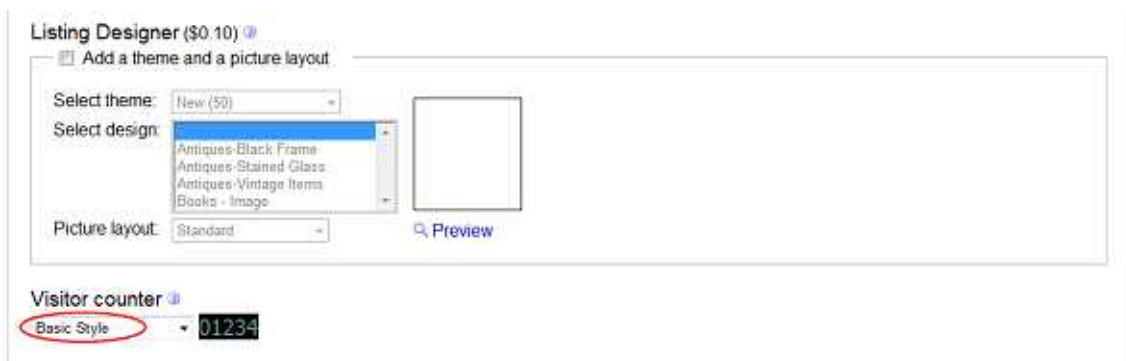 Listing Designer ($0.10)
Add a theme and a picture layout
Select theme: New (50)
Select design:
Antiques-Black Frame
Antiques-Stained Glass
Antiques-Vintage Items
Books - Image
Picture layout: Standard
Preview
Visitor counter
Basic Style 01234